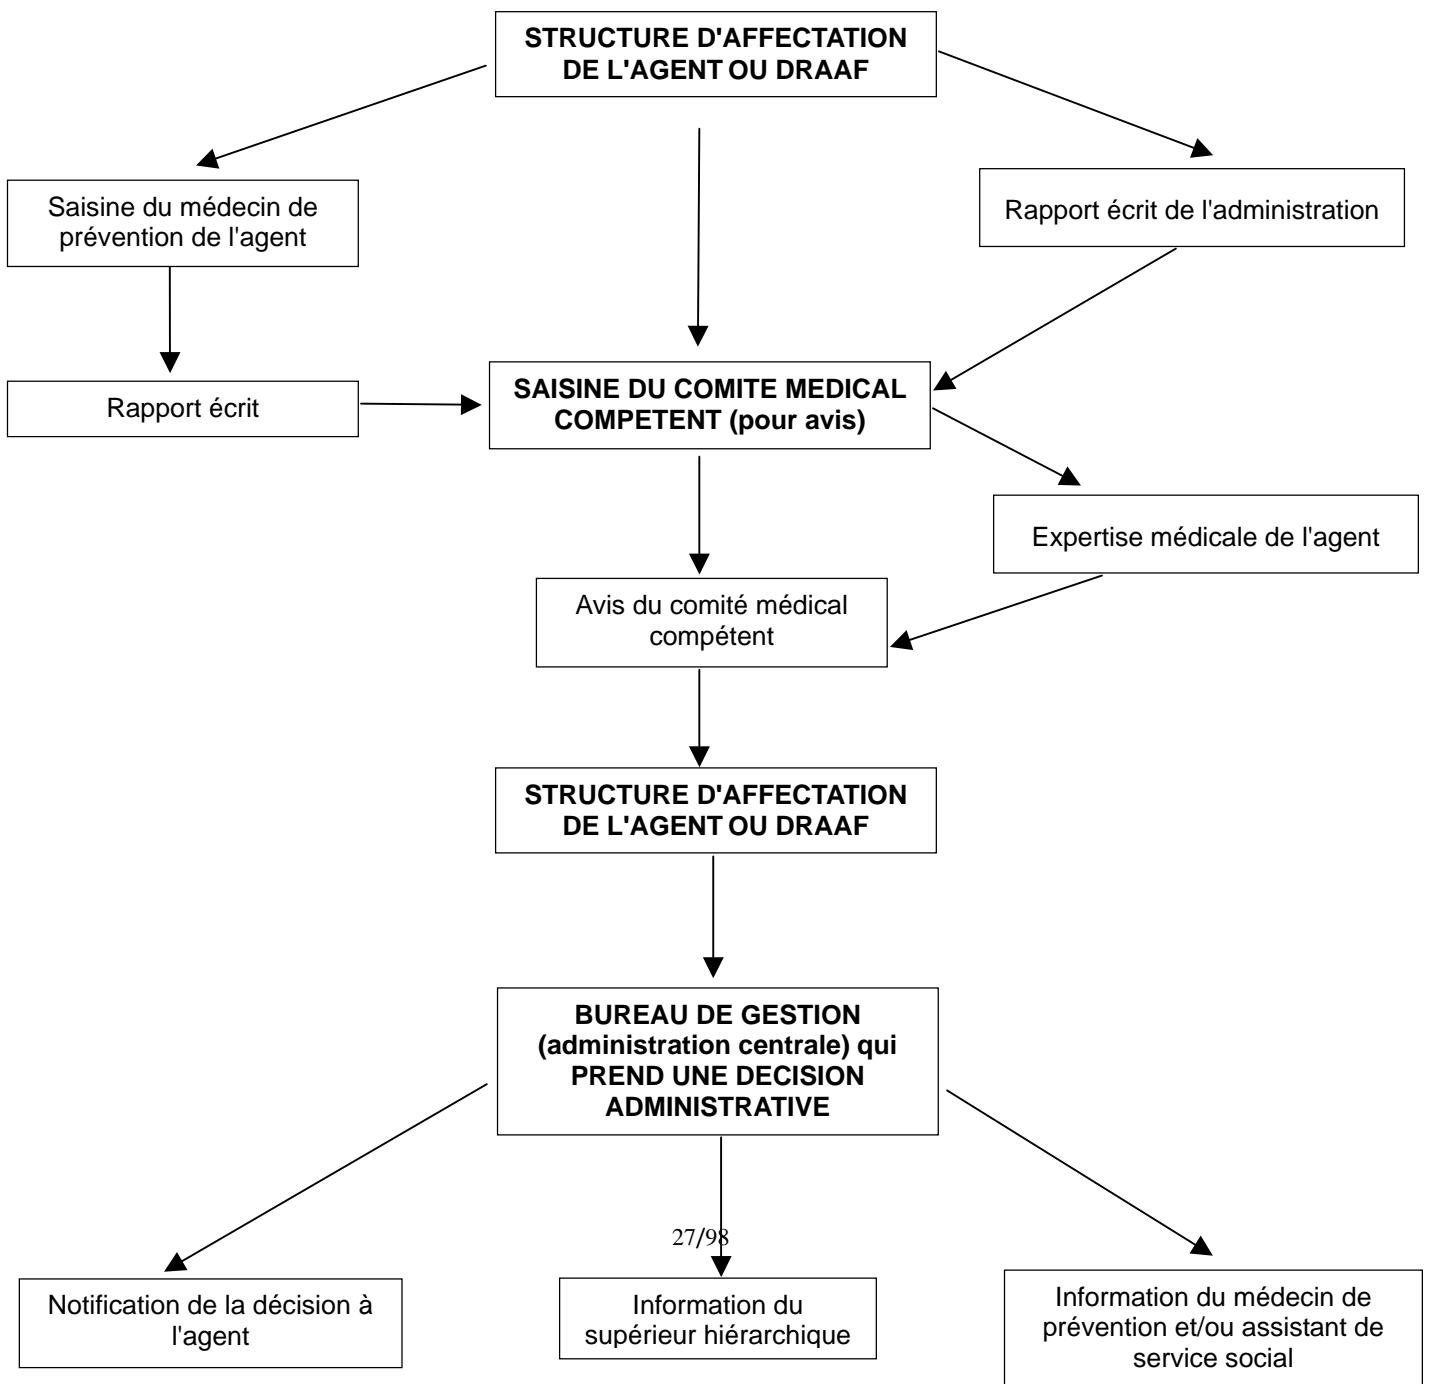 STRUCTURE D'AFFECTATION
DE L'AGENT OU DRAAF
Saisine du médecin de
prévention de l'agent
Rapport écrit de l'administration
Rapport écrit
SAISINE DU COMITE MEDICAL
COMPETENT (pour avis)
Expertise médicale de l'agent
Avis du comité médical
compétent
STRUCTURE D'AFFECTATION
DE L'AGENT OU DRAAF
BUREAU DE GESTION
(administration centrale) qui
PREND UNE DECISION
ADMINISTRATIVE
27/98
Notification de la décision à
l'agent
Information du
supérieur hiérarchique
Information du médecin de
prévention et/ou assistant de
service social